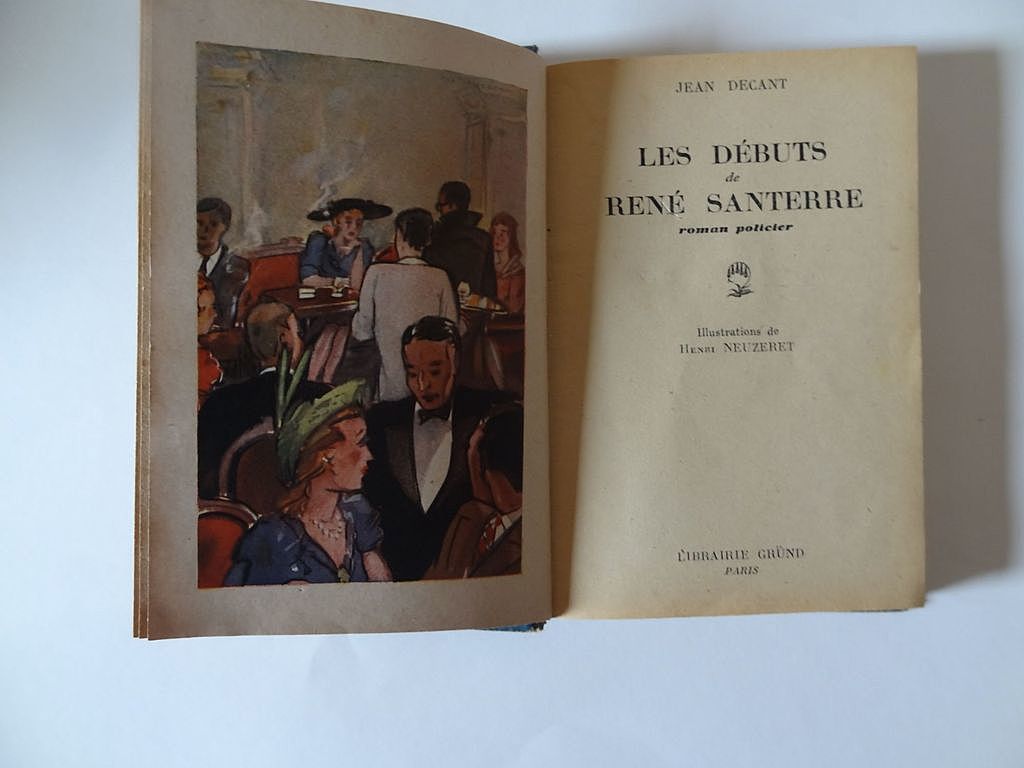 JEAN DECANT
LES DÉBUTS
de
RENÉ SANTERRE
roman policier
Illustrations de
HENRI NEUZERET
LIBRAIRIE GRÜND
PARIS